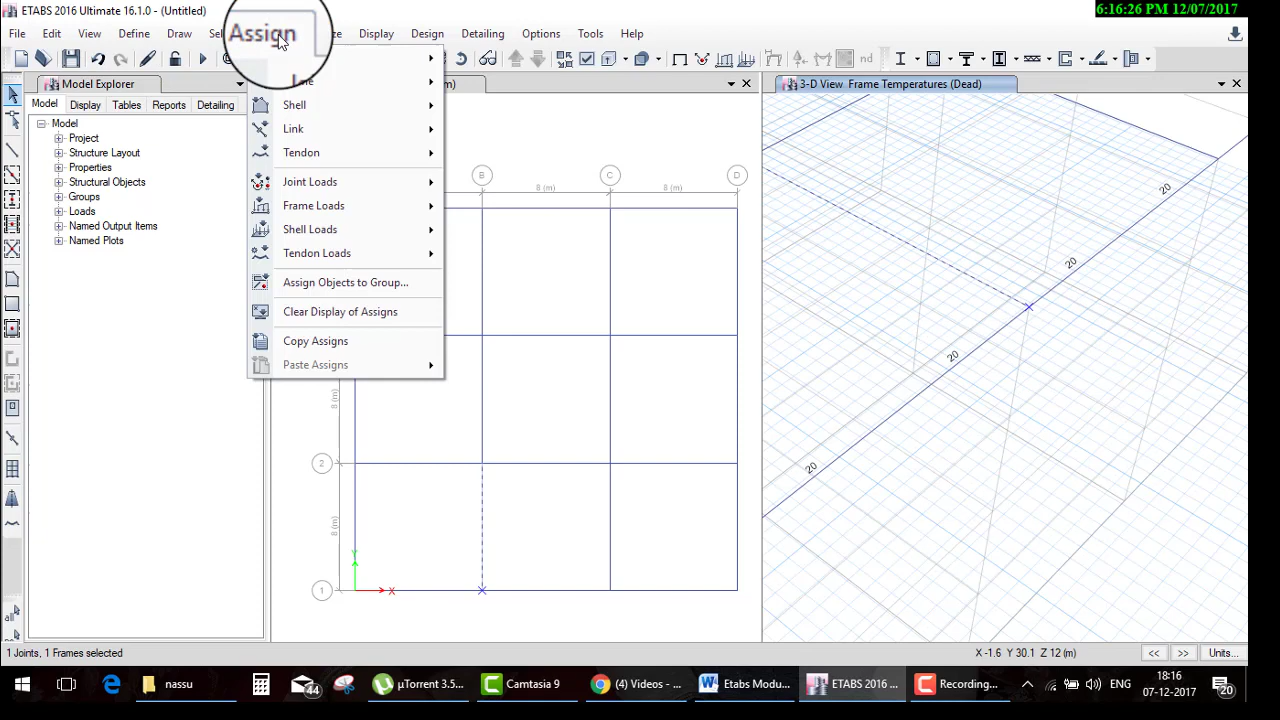 ETABS 2016 Ultimate 16.1.0 - (Untitled)
6:16:26 PM 12/07/2017
File Edit View Define Draw Assign Display Design Detailing Options Tools Help
Model Explorer
3-D View Frame Temperatures (Dead)
Model Display Tables Reports Detailing
Model
Project
Structure Layout
Properties
Structural Objects
Groups
Loads
Named Output Items
Named Plots
Shell
Link
Tendon
Joint Loads
Frame Loads
Shell Loads
Tendon Loads
Assign Objects to Group...
Clear Display of Assigns
Copy Assigns
Paste Assigns
B C D
8 (m) 8 (m)
8 (m)
2
8 (m)
1
Y
X
20
20
20
20
1 Joints, 1 Frames selected
X -1.6 Y 30.1 Z 12 (m)
<< >> Units...
nassu
44
µTorrent 3.5...
Camtasia 9
(4) Videos - ...
Etabs Modu...
ETABS 2016 ...
Recording...
ENG
18:16
07-12-2017
20